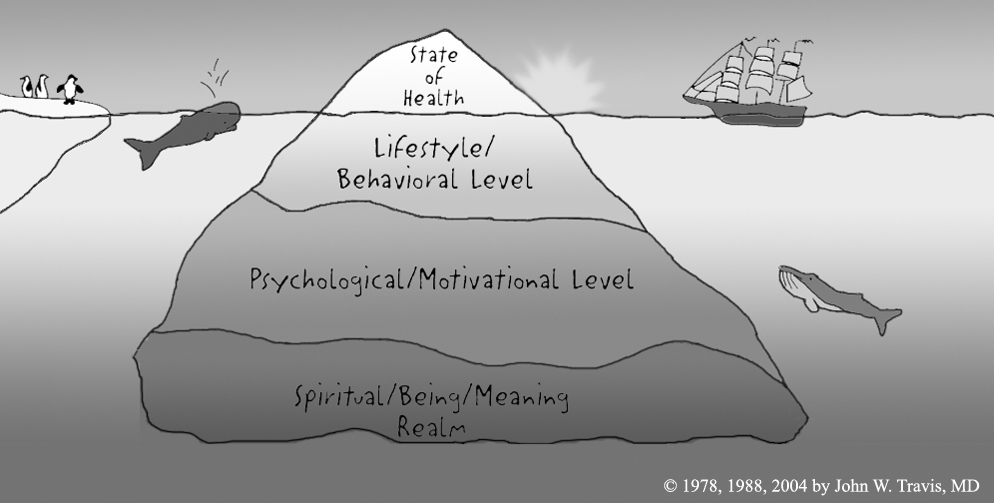 State
of
Health
Lifestyle/
Behavioral Level
Psychological/Motivational Level
Spiritual/Being/Meaning
Realm
© 1978, 1988, 2004 by John W. Travis, MD